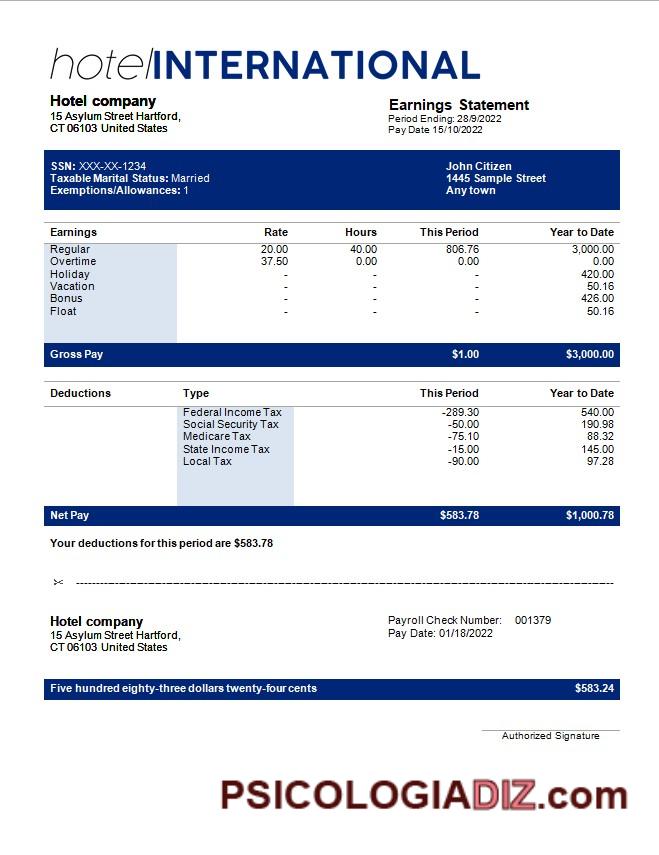 hotelINTERNATIONAL
Hotel company
15 Asylum Street Hartford,
CT 06103 United States
Earnings Statement
Period Ending: 28/9/2022
Pay Date 15/10/2022
SSN: XXX-XX-1234
Taxable Marital Status: Married
Exemptions/Allowances: 1
John Citizen
1445 Sample Street
Any town
Earnings Rate Hours This Period Year to Date
Regular 20.00 40.00 806.76 3,000.00
Overtime 37.50 0.00 0.00 0.00
Holiday - - - 420.00
Vacation - - - 50.16
Bonus - - - 426.00
Float - - - 50.16
Gross Pay $1.00 $3,000.00
Deductions Type This Period Year to Date
Federal Income Tax -289.30 540.00
Social Security Tax -50.00 190.98
Medicare Tax -75.10 88.32
State Income Tax -15.00 145.00
Local Tax -90.00 97.28
Net Pay $583.78 $1,000.78
Your deductions for this period are $583.78
Hotel company
15 Asylum Street Hartford,
CT 06103 United States
Payroll Check Number: 001379
Pay Date: 01/18/2022
Five hundred eighty-three dollars twenty-four cents $583.24
Authorized Signature
PSICOLOGIADIZ.com